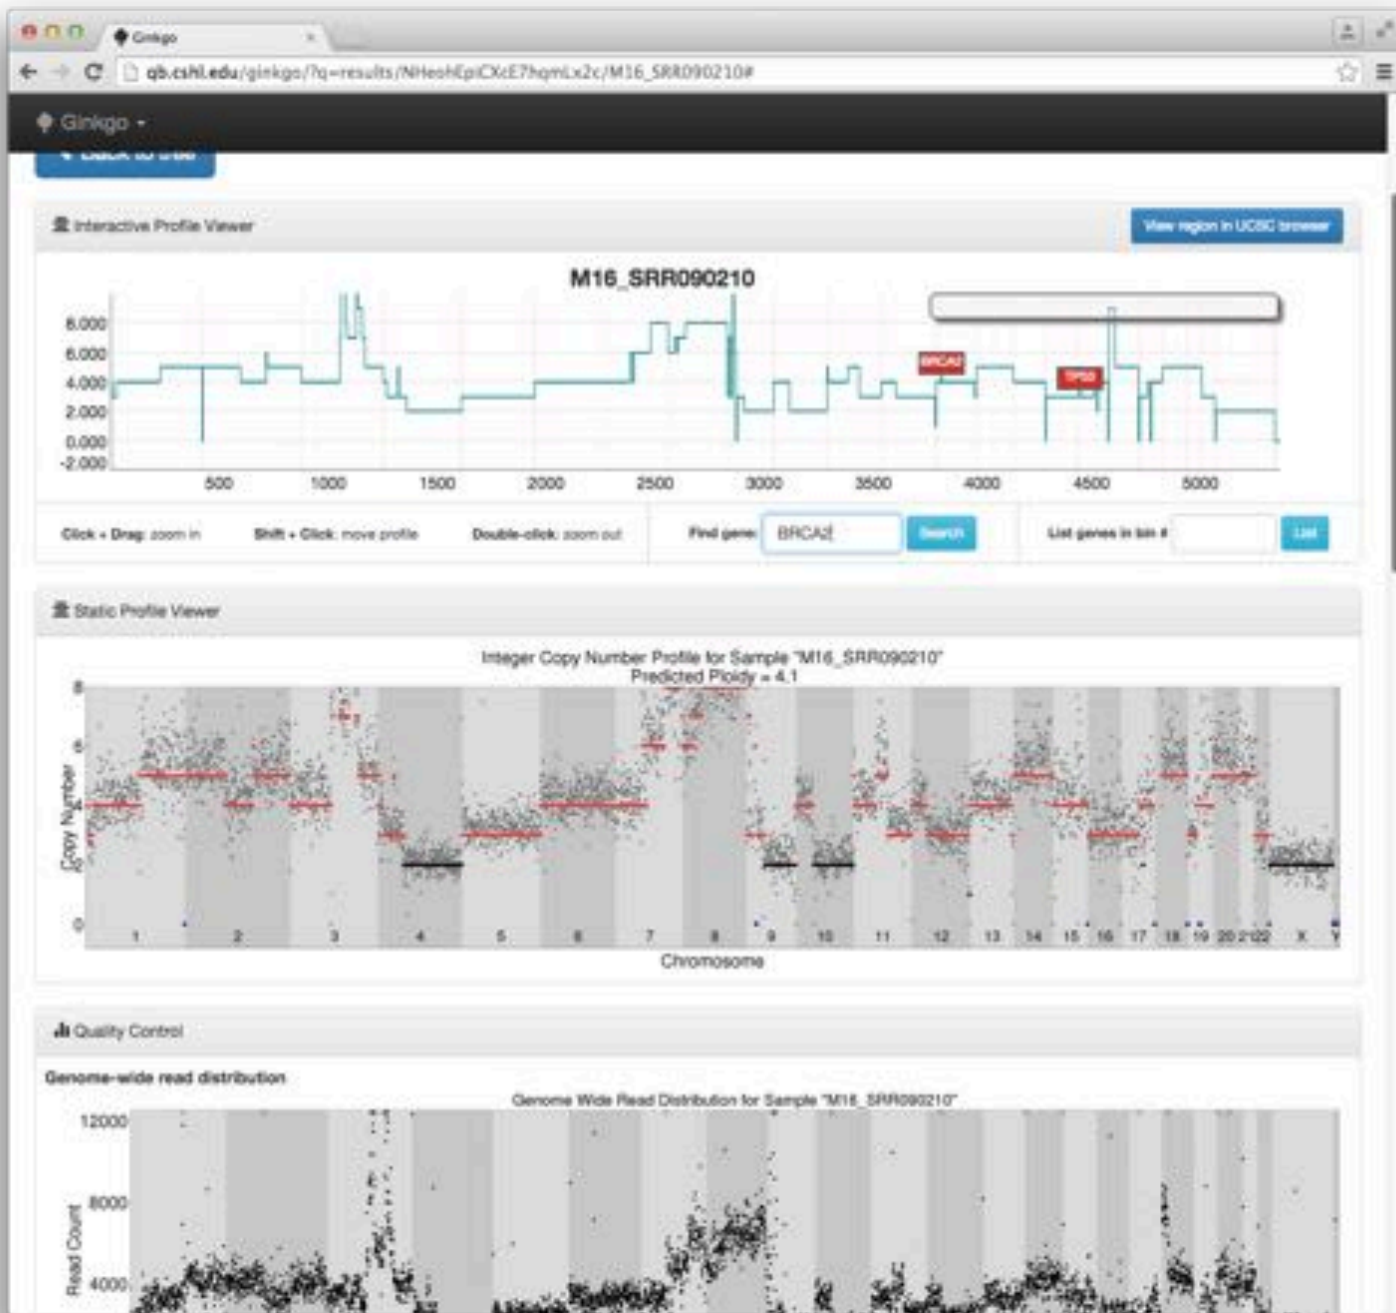 Ginkgo
qb.cshl.edu/ginkgo/?q=results/NHeohEpiCXcE7hqmLx2c/M16_SRR090210#
Ginkgo
Back to tree
Interactive Profile Viewer
View region in UCSC browser
M16_SRR090210
8.000
6.000
4.000
2.000
0.000
-2.000
BRCA2
TP53
500 1000 1500 2000 2500 3000 3500 4000 4500 5000
Click + Drag: zoom in
Shift + Click: move profile
Double-click: zoom out
Find gene: BRCA2 Search
List genes in bin # List
Static Profile Viewer
Integer Copy Number Profile for Sample "M16_SRR090210"
Predicted Ploidy = 4.1
Copy Number
8
6
4
2
0
1 2 3 4 5 6 7 8 9 10 11 12 13 14 15 16 17 18 19 20 21 22 X Y
Chromosome
Quality Control
Genome-wide read distribution
Genome Wide Read Distribution for Sample "M16_SRR090210"
Read Count
12000
8000
4000